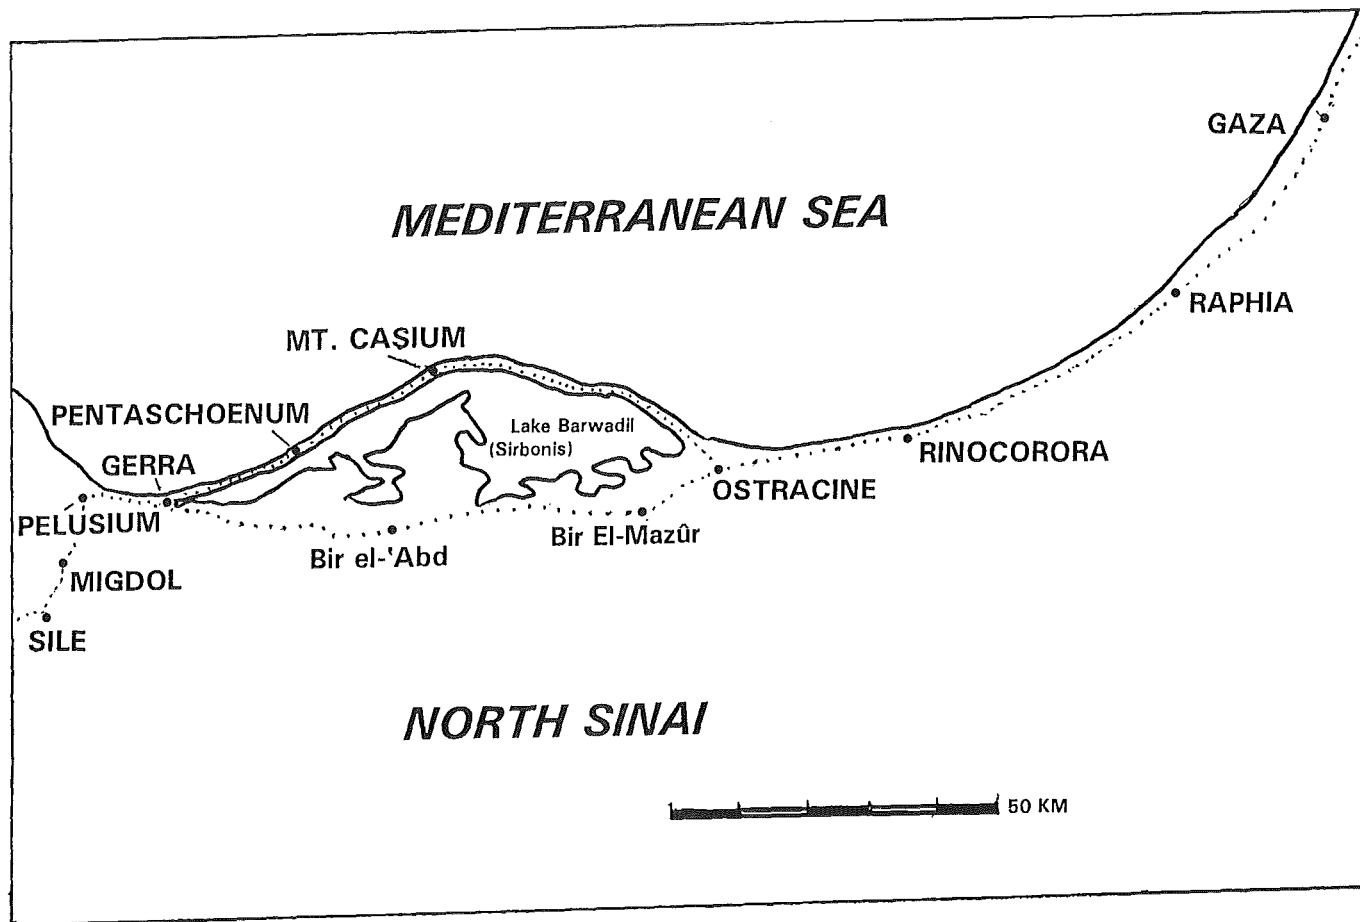 GAZA
MEDITERRANEAN SEA
RAPHIA
MT. CASIUM
PENTASCHOENUM
Lake Barwadil
(Sirbonis)
RINOCORORA
GERRA
OSTRACINE
PELUSIUM
Bir El-Mazûr
Bir el-'Abd
MIGDOL
SILE
NORTH SINAI
50 KM